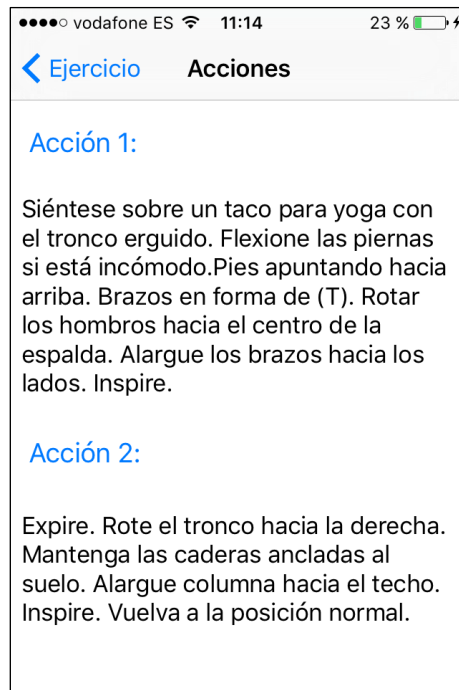 vodafone ES 11:14 23 %
Ejercicio Acciones
Acción 1:
Siéntese sobre un taco para yoga con
el tronco erguido. Flexione las piernas
si está incómodo.Pies apuntando hacia
arriba. Brazos en forma de (T). Rotar
los hombros hacia el centro de la
espalda. Alargue los brazos hacia los
lados. Inspire.
Acción 2:
Expire. Rote el tronco hacia la derecha.
Mantenga las caderas ancladas al
suelo. Alargue columna hacia el techo.
Inspire. Vuelva a la posición normal.